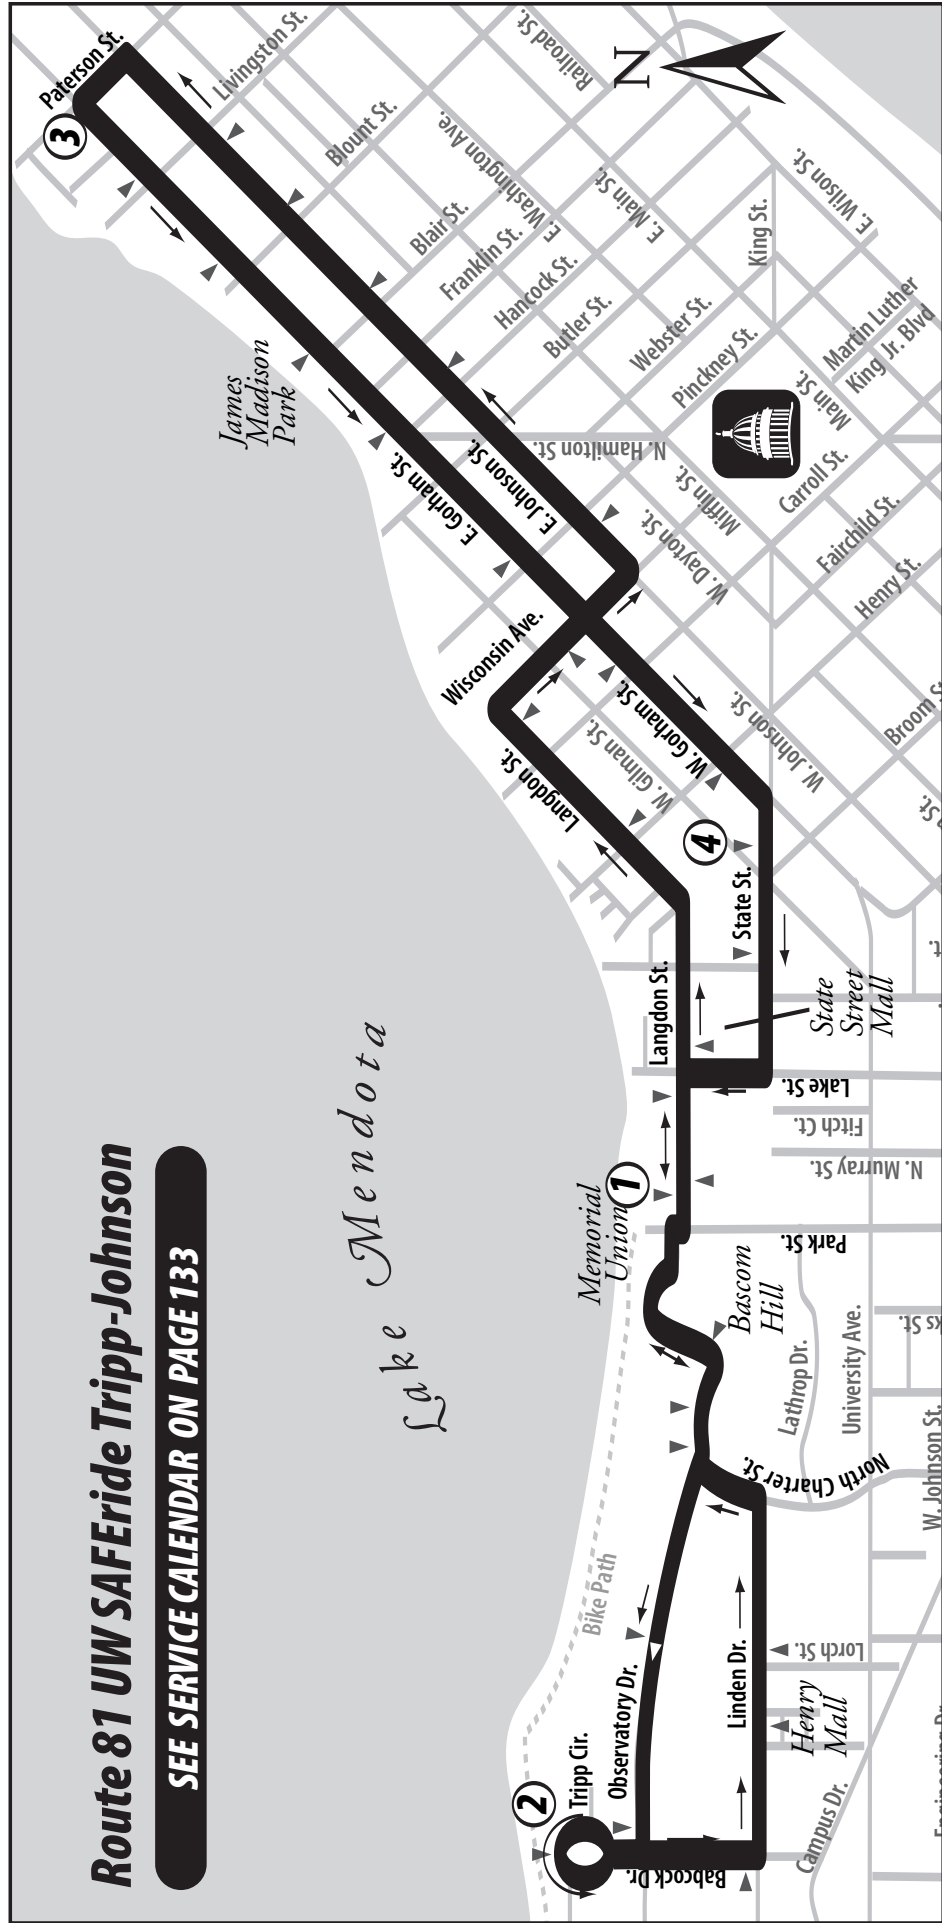 Route 81 UW SAFEride Tripp-Johnson
SEE SERVICE CALENDAR ON PAGE 133
Lake Mendota
N
2
Tripp Cir.
Observatory Dr.
Babcock Dr.
Linden Dr.
Campus Dr.
Henry
Mall
Lorch St.
Bike Path
North Charter St.
W. Johnson St.
Lathrop Dr.
University Ave.
Bascom
Hill
Memorial
Union
1
Park St.
N. Murray St.
Fitch Ct.
Lake St.
Langdon St.
State
Street
Mall
State St.
4
Langdon St.
W. Gilman St.
W. Gorham St.
W. Johnson St.
Broom St.
Wisconsin Ave.
Henry St.
Fairchild St.
Carroll St.
W. Dayton St.
Mifflin St.
Main St.
Martin Luther
King Jr. Blvd
E. Gorham St.
E. Johnson St.
N. Hamilton St.
James
Madison
Park
Pinckney St.
Webster St.
King St.
E. Wilson St.
E. Main St.
Butler St.
Hancock St.
Franklin St.
E. Washington Ave.
Blair St.
Blount St.
Railroad St.
Livingston St.
Paterson St.
3